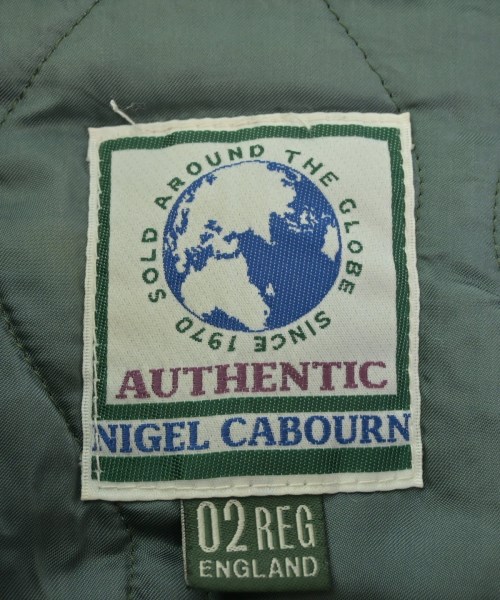 SOLD AROUND THE GLOBE SINCE 1970
AUTHENTIC
NIGEL CABOURN
02 REG
ENGLAND